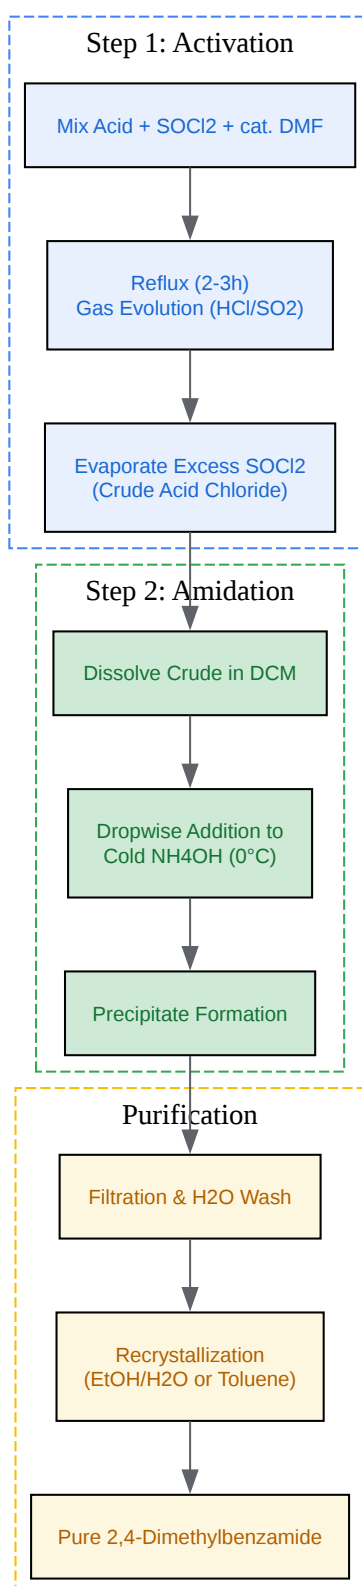 Step 1: Activation
Mix Acid + SOCl2 + cat. DMF
Reflux (2-3h)
Gas Evolution (HCl/SO2)
Evaporate Excess SOCl2
(Crude Acid Chloride)
Step 2: Amidation
Dissolve Crude in DCM
Dropwise Addition to
Cold NH4OH (0°C)
Precipitate Formation
Purification
Filtration & H2O Wash
Recrystallization
(EtOH/H2O or Toluene)
Pure 2,4-Dimethylbenzamide